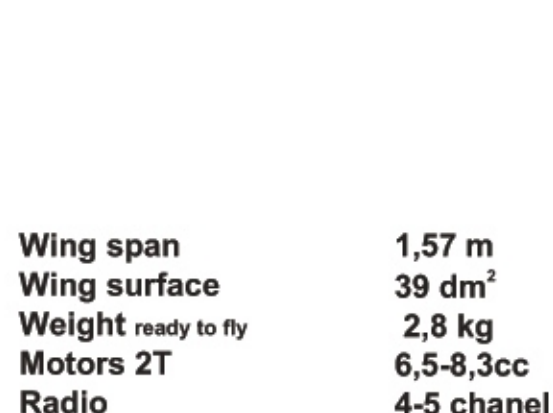 Wing span 1,57 m
Wing surface 39 dm²
Weight ready to fly 2,8 kg
Motors 2T 6,5-8,3cc
Radio 4-5 chanel